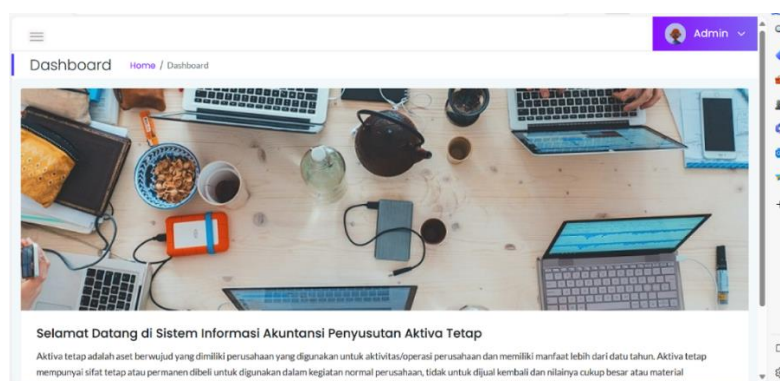 Admin
Dashboard Home / Dashboard
Selamat Datang di Sistem Informasi Akuntansi Penyusutan Aktiva Tetap
Aktiva tetap adalah aset berwujud yang dimiliki perusahaan yang digunakan untuk aktivitas/operasi perusahaan dan memiliki manfaat lebih dari datu tahun. Aktiva tetap
mempunyai sifat tetap atau permanen dibeli untuk digunakan dalam kegiatan normal perusahaan, tidak untuk dijual kembali dan nilainya cukup besar atau material